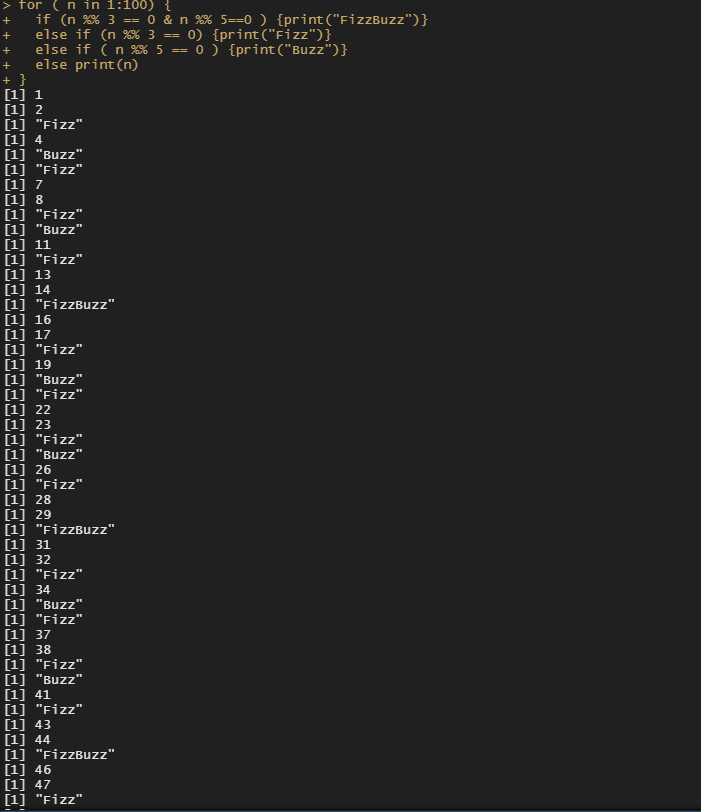 > for ( n in 1:100) {
+   if (n %% 3 == 0 & n %% 5==0 ) {print("FizzBuzz")}
+   else if (n %% 3 == 0) {print("Fizz")}
+   else if ( n %% 5 == 0 ) {print("Buzz")}
+   else print(n)
+ }
[1] 1
[1] 2
[1] "Fizz"
[1] 4
[1] "Buzz"
[1] "Fizz"
[1] 7
[1] 8
[1] "Fizz"
[1] "Buzz"
[1] 11
[1] "Fizz"
[1] 13
[1] 14
[1] "FizzBuzz"
[1] 16
[1] 17
[1] "Fizz"
[1] 19
[1] "Buzz"
[1] "Fizz"
[1] 22
[1] 23
[1] "Fizz"
[1] "Buzz"
[1] 26
[1] "Fizz"
[1] 28
[1] 29
[1] "FizzBuzz"
[1] 31
[1] 32
[1] "Fizz"
[1] 34
[1] "Buzz"
[1] "Fizz"
[1] 37
[1] 38
[1] "Fizz"
[1] "Buzz"
[1] 41
[1] "Fizz"
[1] 43
[1] 44
[1] "FizzBuzz"
[1] 46
[1] 47
[1] "Fizz"